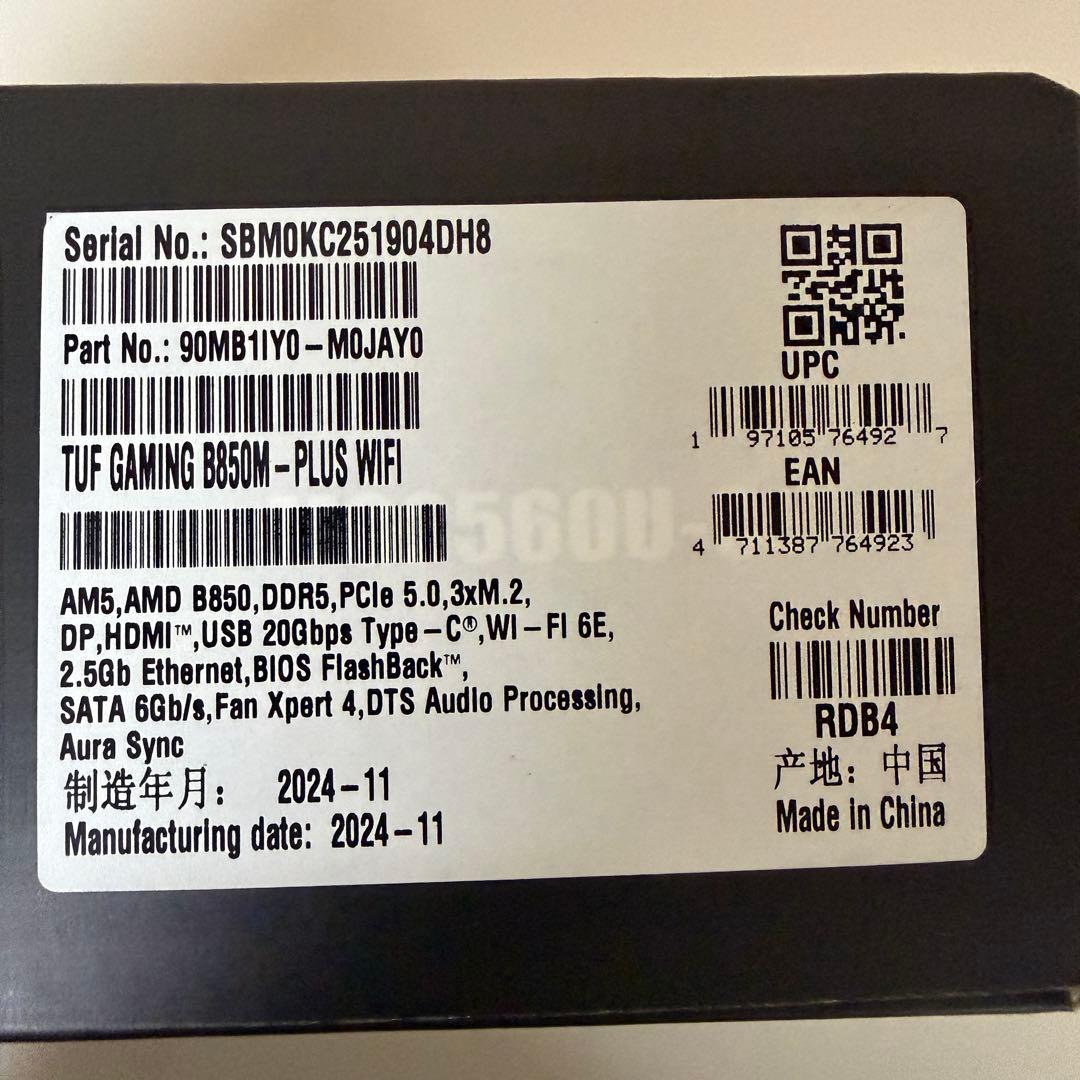 Serial No.: SBM0KC251904DH8
Part No.: 90MB1IY0-M0JAY0
TUF GAMING B850M-PLUS WIFI
AM5,AMD B850,DDR5,PCIe 5.0,3xM.2,
DP,HDMI™,USB 20Gbps Type-C®,WI-FI 6E,
2.5Gb Ethernet,BIOS FlashBack™,
SATA 6Gb/s,Fan Xpert 4,DTS Audio Processing,
Aura Sync
制造年月: 2024-11
Manufacturing date: 2024-11
UPC
1 97105 76492 7
EAN
4 711387 764923
Check Number
RDB4
产地: 中国
Made in China